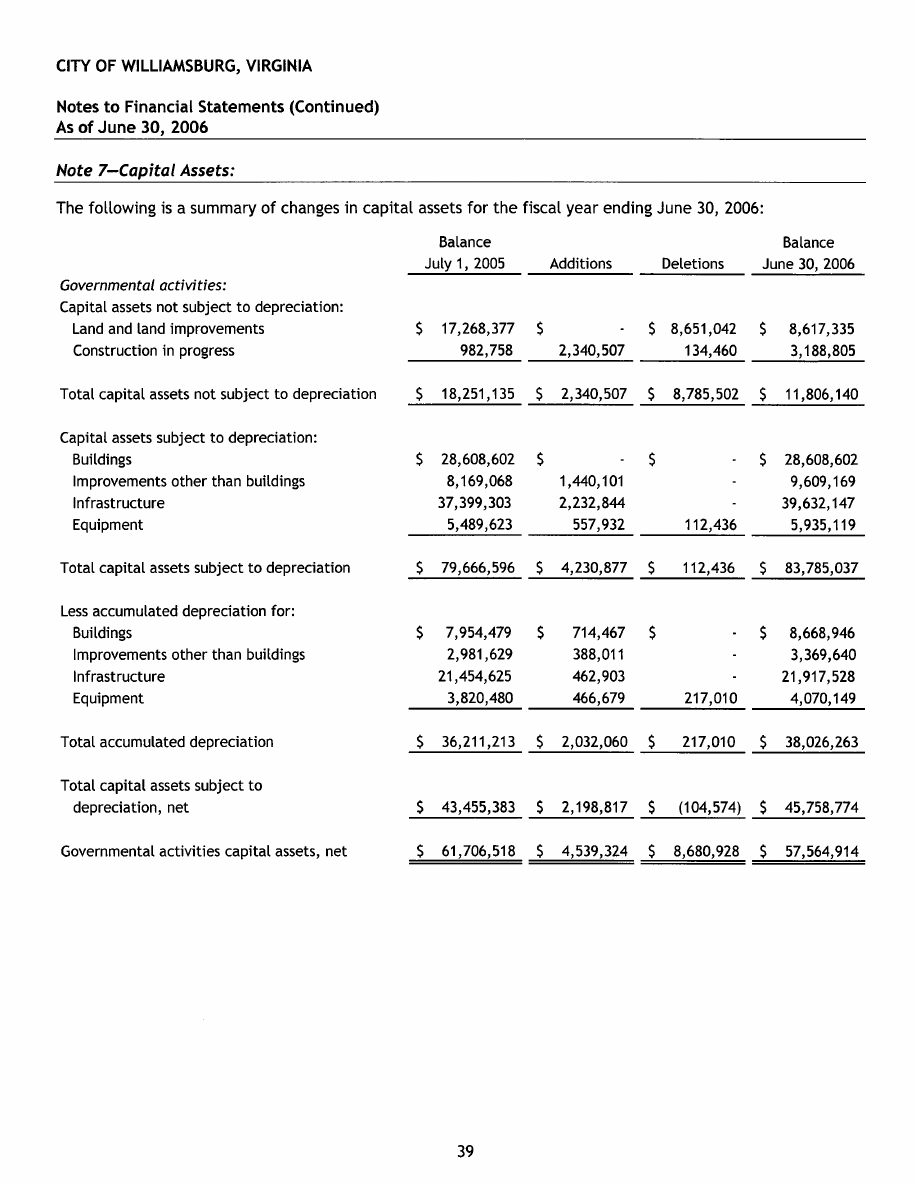 CITY OF WILLIAMSBURG, VIRGINIA
Notes to Financial Statements (Continued)
As of June 30, 2006
Note 7—Capital Assets:
The following is a summary of changes in capital assets for the fiscal year ending June 30, 2006:
Balance Balance
July 1, 2005 Additions Deletions June 30, 2006
Governmental activities:
Capital assets not subject to depreciation:
Land and land improvements $ 17,268,377 $ - $ 8,651,042 $ 8,617,335
Construction in progress 982,758 2,340,507 134,460 3,188,805
Total capital assets not subject to depreciation $ 18,251,135 $ 2,340,507 $ 8,785,502 $ 11,806,140
Capital assets subject to depreciation:
Buildings $ 28,608,602 $ - $ - $ 28,608,602
Improvements other than buildings 8,169,068 1,440,101 - 9,609,169
Infrastructure 37,399,303 2,232,844 - 39,632,147
Equipment 5,489,623 557,932 112,436 5,935,119
Total capital assets subject to depreciation $ 79,666,596 $ 4,230,877 $ 112,436 $ 83,785,037
Less accumulated depreciation for:
Buildings $ 7,954,479 $ 714,467 $ - $ 8,668,946
Improvements other than buildings 2,981,629 388,011 - 3,369,640
Infrastructure 21,454,625 462,903 - 21,917,528
Equipment 3,820,480 466,679 217,010 4,070,149
Total accumulated depreciation $ 36,211,213 $ 2,032,060 $ 217,010 $ 38,026,263
Total capital assets subject to
depreciation, net $ 43,455,383 $ 2,198,817 $ (104,574) $ 45,758,774
Governmental activities capital assets, net $ 61,706,518 $ 4,539,324 $ 8,680,928 $ 57,564,914
39